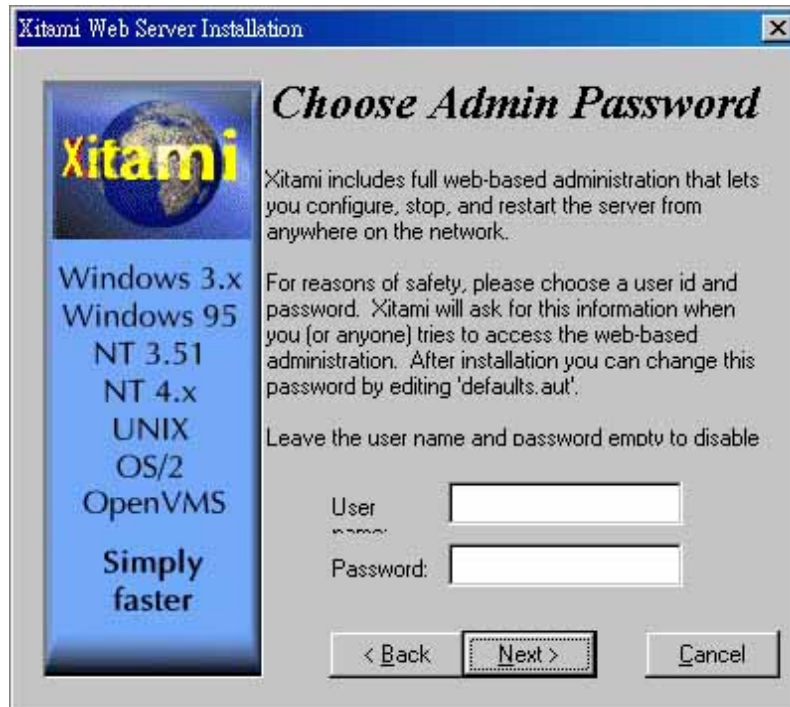 Xitami Web Server Installation
Xitami
Windows 3.x
Windows 95
NT 3.51
NT 4.x
UNIX
OS/2
OpenVMS
Simply
faster
Choose Admin Password
Xitami includes full web-based administration that lets
you configure, stop, and restart the server from
anywhere on the network.
For reasons of safety, please choose a user id and
password. Xitami will ask for this information when
you (or anyone) tries to access the web-based
administration. After installation you can change this
password by editing 'defaults.aut'.
Leave the user name and password empty to disable
User
name:
Password:
< Back
Next >
Cancel